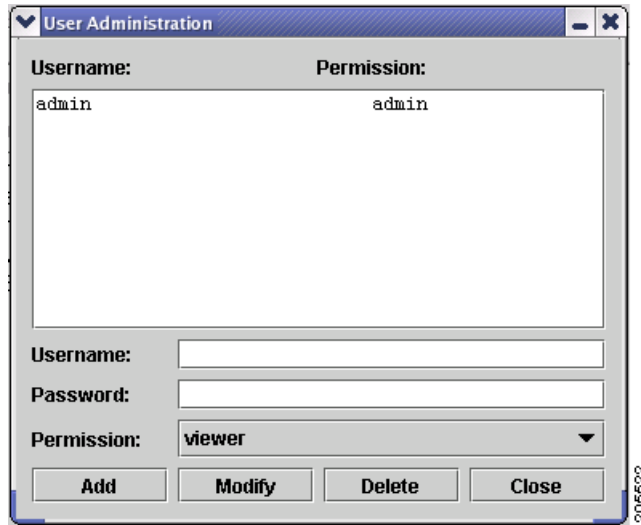 User Administration
Username: Permission:
admin admin
Username:
Password:
Permission: viewer
Add Modify Delete Close